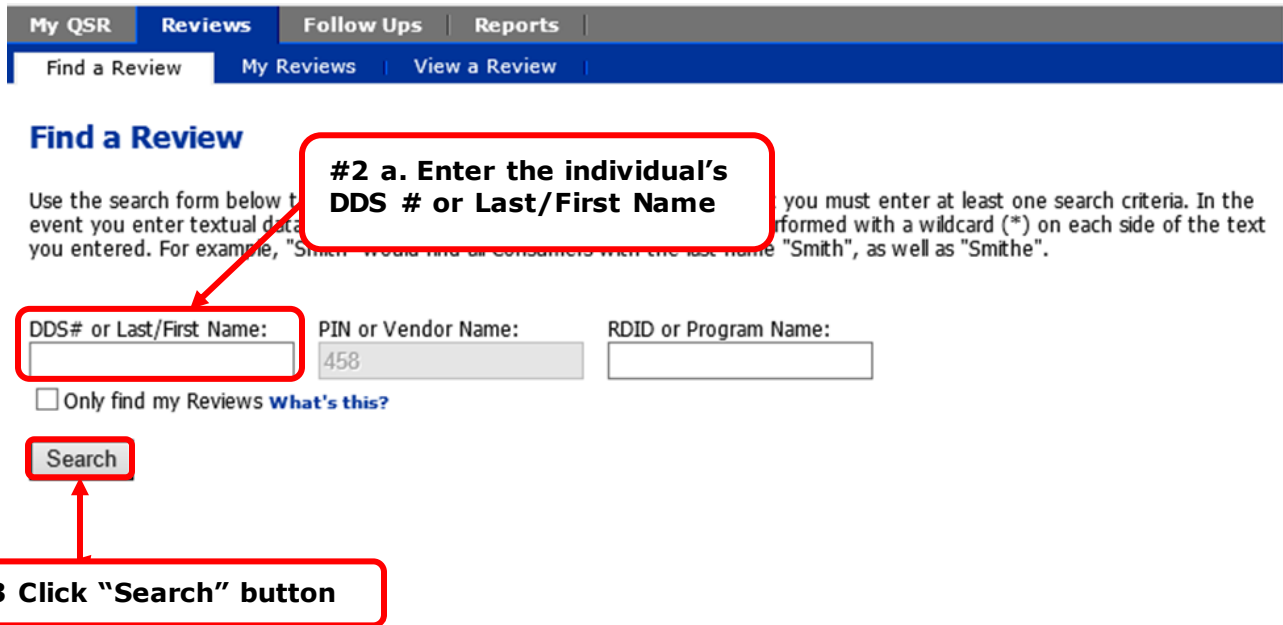 My QSR Reviews Follow Ups Reports
Find a Review My Reviews View a Review
Find a Review
#2 a. Enter the individual’s
DDS # or Last/First Name
Use the search form below you must enter at least one search criteria. In the
event you enter textual data with a wildcard (*) on each side of the text
you entered. For example, "Smith" would find all Consumers with the last name "Smith", as well as "Smithe".
DDS# or Last/First Name: PIN or Vendor Name: RDID or Program Name:
458
Only find my Reviews What's this?
Search
Click “Search” button